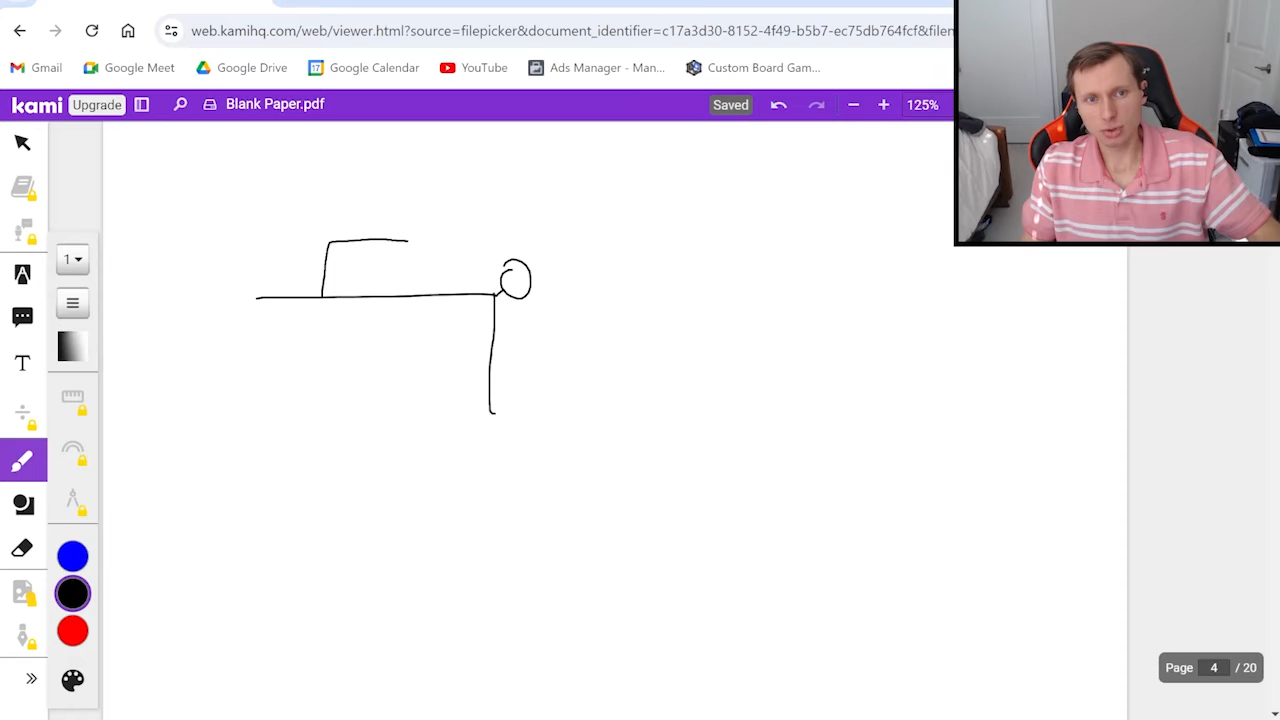 web.kamihq.com/web/viewer.html?source=filepicker&document_identifier=c17a3d30-8152-4f49-b5b7-ec75db764fcf&filen
Gmail
Google Meet
17
Google Drive
Google Calendar
YouTube
Ads Manager - Man...
Custom Board Gam...
kami
Upgrade
Blank Paper.pdf
Saved
125%
A
1
T
Page 4 / 20